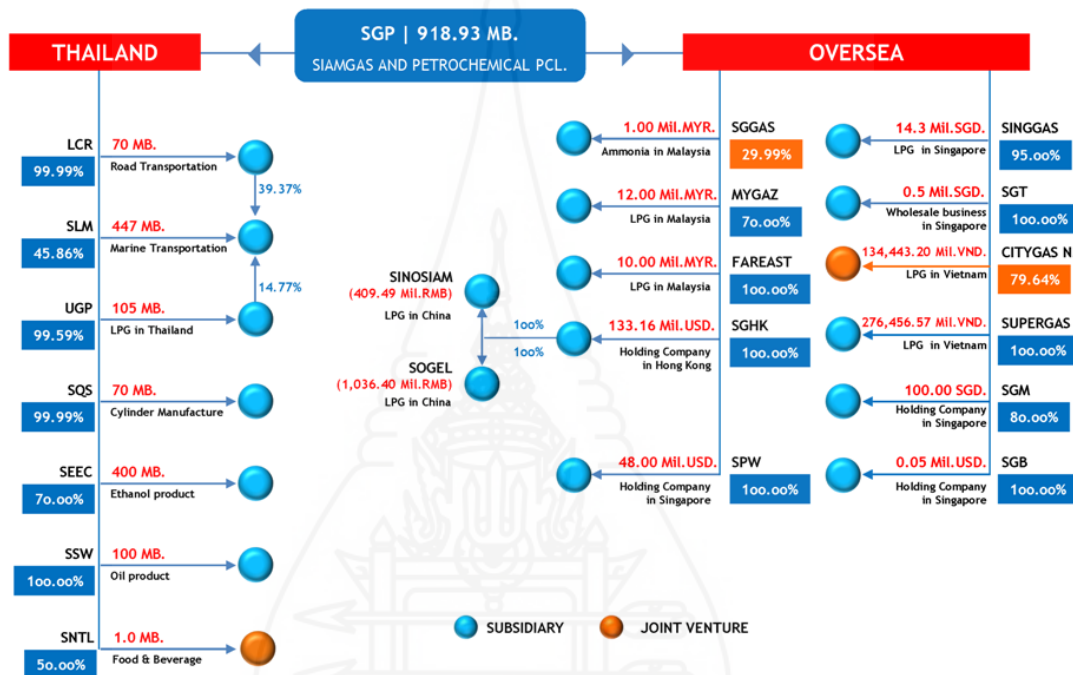 SGP | 918.93 MB.
SIAMGAS AND PETROCHEMICAL PCL.
THAILAND
OVERSEA
LCR
99.99%
70 MB.
Road Transportation
39.37%
SLM
45.86%
447 MB.
Marine Transportation
14.77%
UGP
99.59%
105 MB.
LPG in Thailand
SQS
99.99%
70 MB.
Cylinder Manufacture
SEEC
70.00%
400 MB.
Ethanol product
SSW
100.00%
100 MB.
Oil product
SNTL
50.00%
1.0 MB.
Food & Beverage
SINOSIAM
(409.49 Mil.RMB)
LPG in China
100%
100%
SOGEL
(1,036.40 Mil.RMB)
LPG in China
1.00 Mil.MYR.
Ammonia in Malaysia
SGGAS
29.99%
12.00 Mil.MYR.
LPG in Malaysia
MYGAZ
70.00%
10.00 Mil.MYR.
LPG in Malaysia
FAREAST
100.00%
133.16 Mil.USD.
Holding Company
in Hong Kong
SGHK
100.00%
48.00 Mil.USD.
Holding Company
in Singapore
SPW
100.00%
14.3 Mil.SGD.
LPG in Singapore
SINGGAS
95.00%
0.5 Mil.SGD.
Wholesale business
in Singapore
SGT
100.00%
134,443.20 Mil.VND.
LPG in Vietnam
CITYGAS N
79.64%
276,456.57 Mil.VND.
LPG in Vietnam
SUPERGAS
100.00%
100.00 SGD.
Holding Company
in Singapore
SGM
80.00%
0.05 Mil.USD.
Holding Company
in Singapore
SGB
100.00%
SUBSIDIARY
JOINT VENTURE